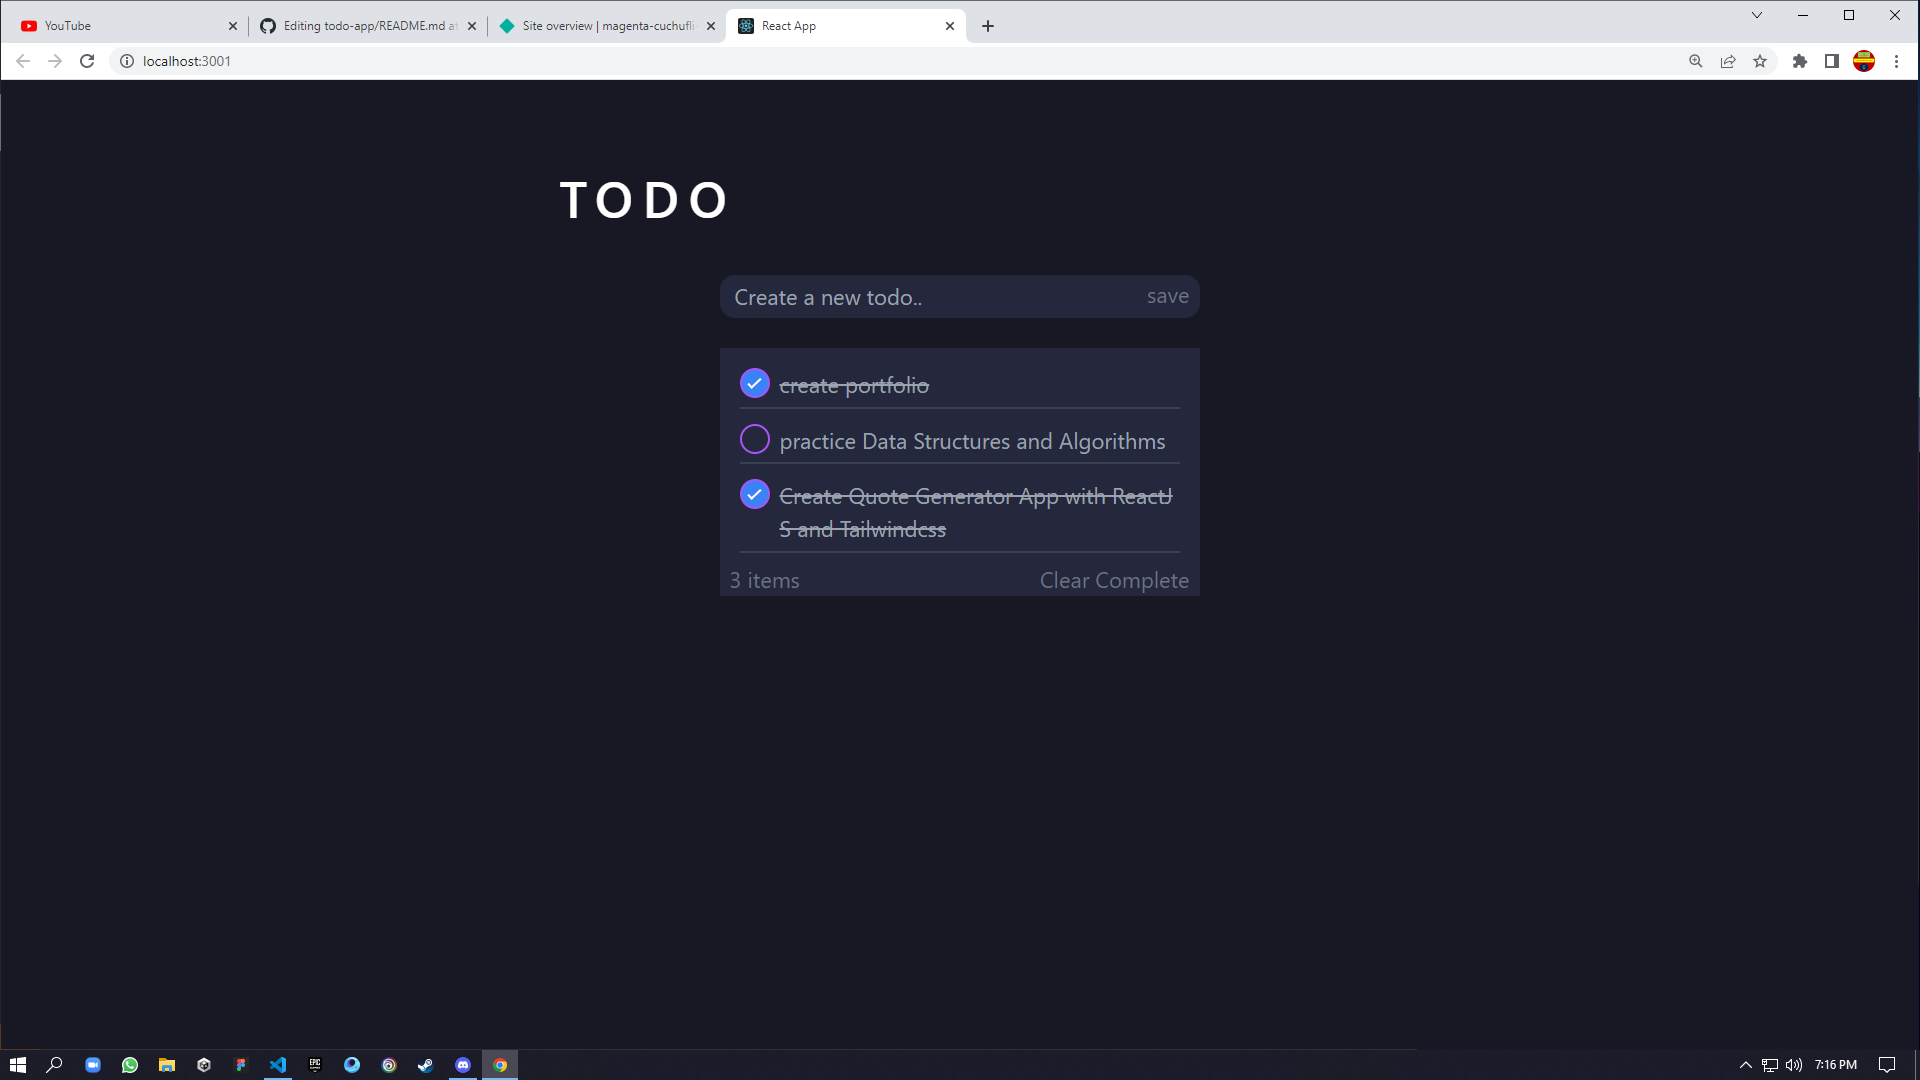 YouTube
Editing todo-app/README.md at
Site overview | magenta-cuchufli-
React App
localhost:3001
TODO
Create a new todo..
save
create portfolio
practice Data Structures and Algorithms
Create Quote Generator App with ReactJ
S and Tailwindcss
3 items
Clear Complete
EPIC
7:16 PM